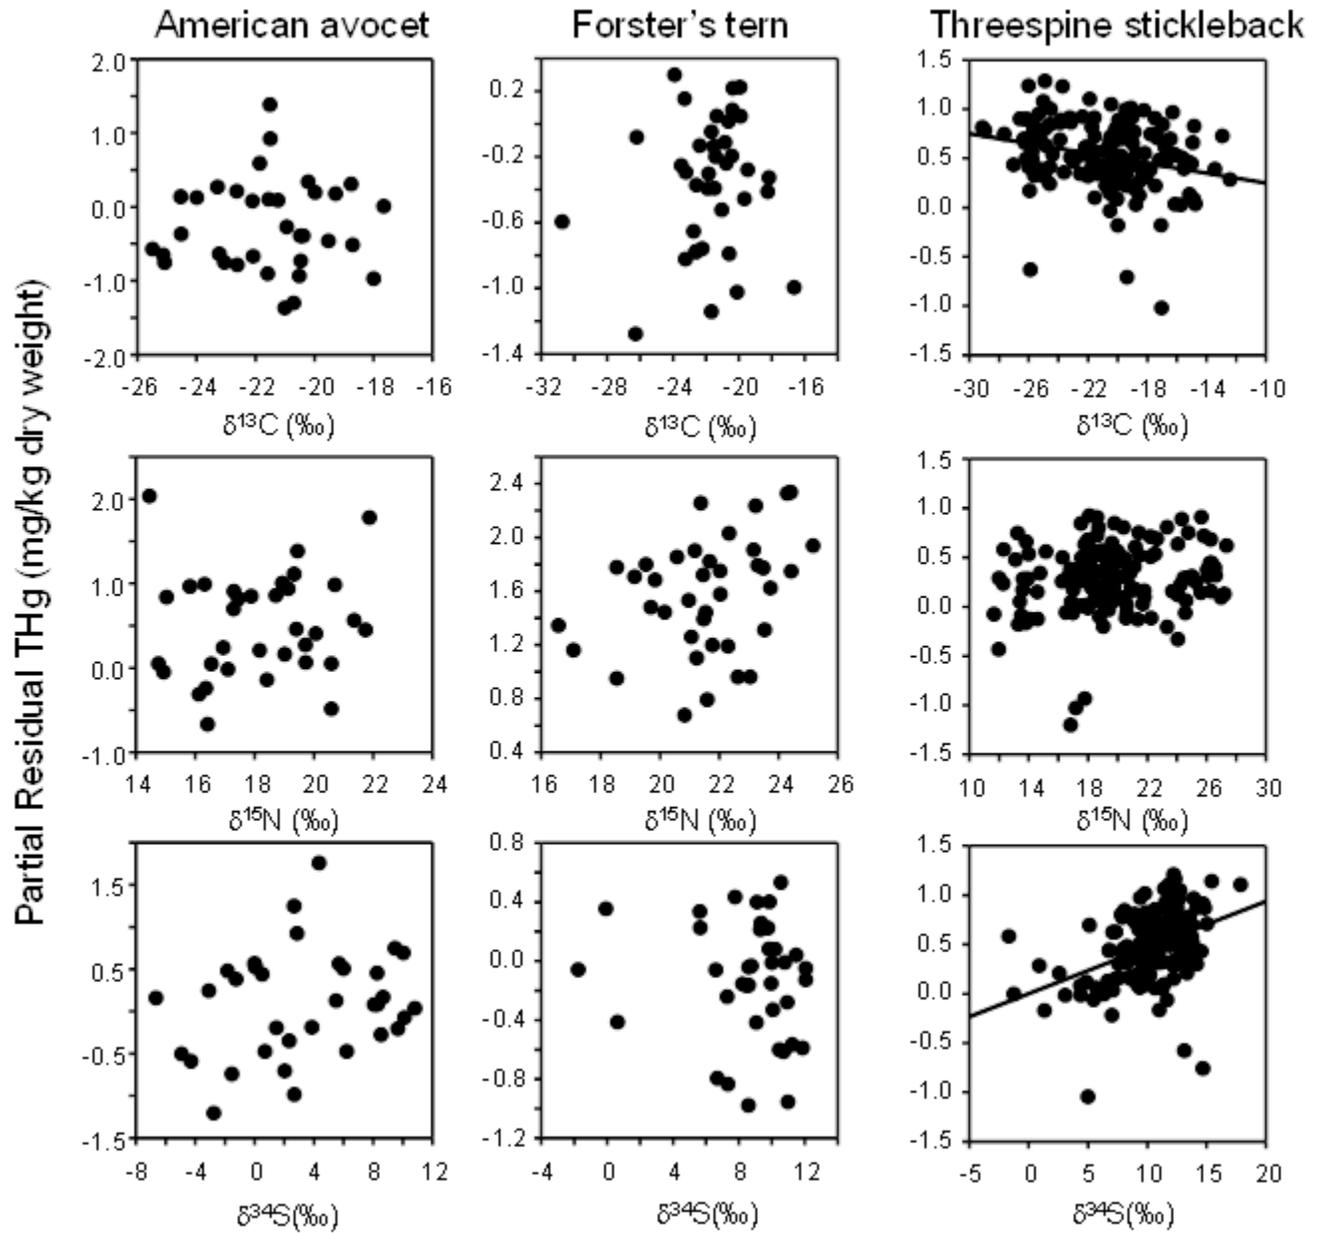 American avocet Forster's tern Threespine stickleback
Partial Residual THg (mg/kg dry weight)
2.0
1.0
0.0
-1.0
-2.0
-26 -24 -22 -20 -18 -16
δ13C (‰)
0.2
-0.2
-0.6
-1.0
-1.4
-32 -28 -24 -20 -16
δ13C (‰)
1.5
1.0
0.5
0.0
-0.5
-1.0
-1.5
-30 -26 -22 -18 -14 -10
δ13C (‰)
2.0
1.0
0.0
-1.0
14 16 18 20 22 24
δ15N (‰)
2.4
2.0
1.6
1.2
0.8
0.4
16 18 20 22 24 26
δ15N (‰)
1.5
1.0
0.5
0.0
-0.5
-1.0
-1.5
10 14 18 22 26 30
δ15N (‰)
1.5
0.5
-0.5
-1.5
-8 -4 0 4 8 12
δ34S(‰)
0.8
0.4
0.0
-0.4
-0.8
-1.2
-4 0 4 8 12
δ34S(‰)
1.5
1.0
0.5
0.0
-0.5
-1.0
-1.5
-5 0 5 10 15 20
δ34S(‰)